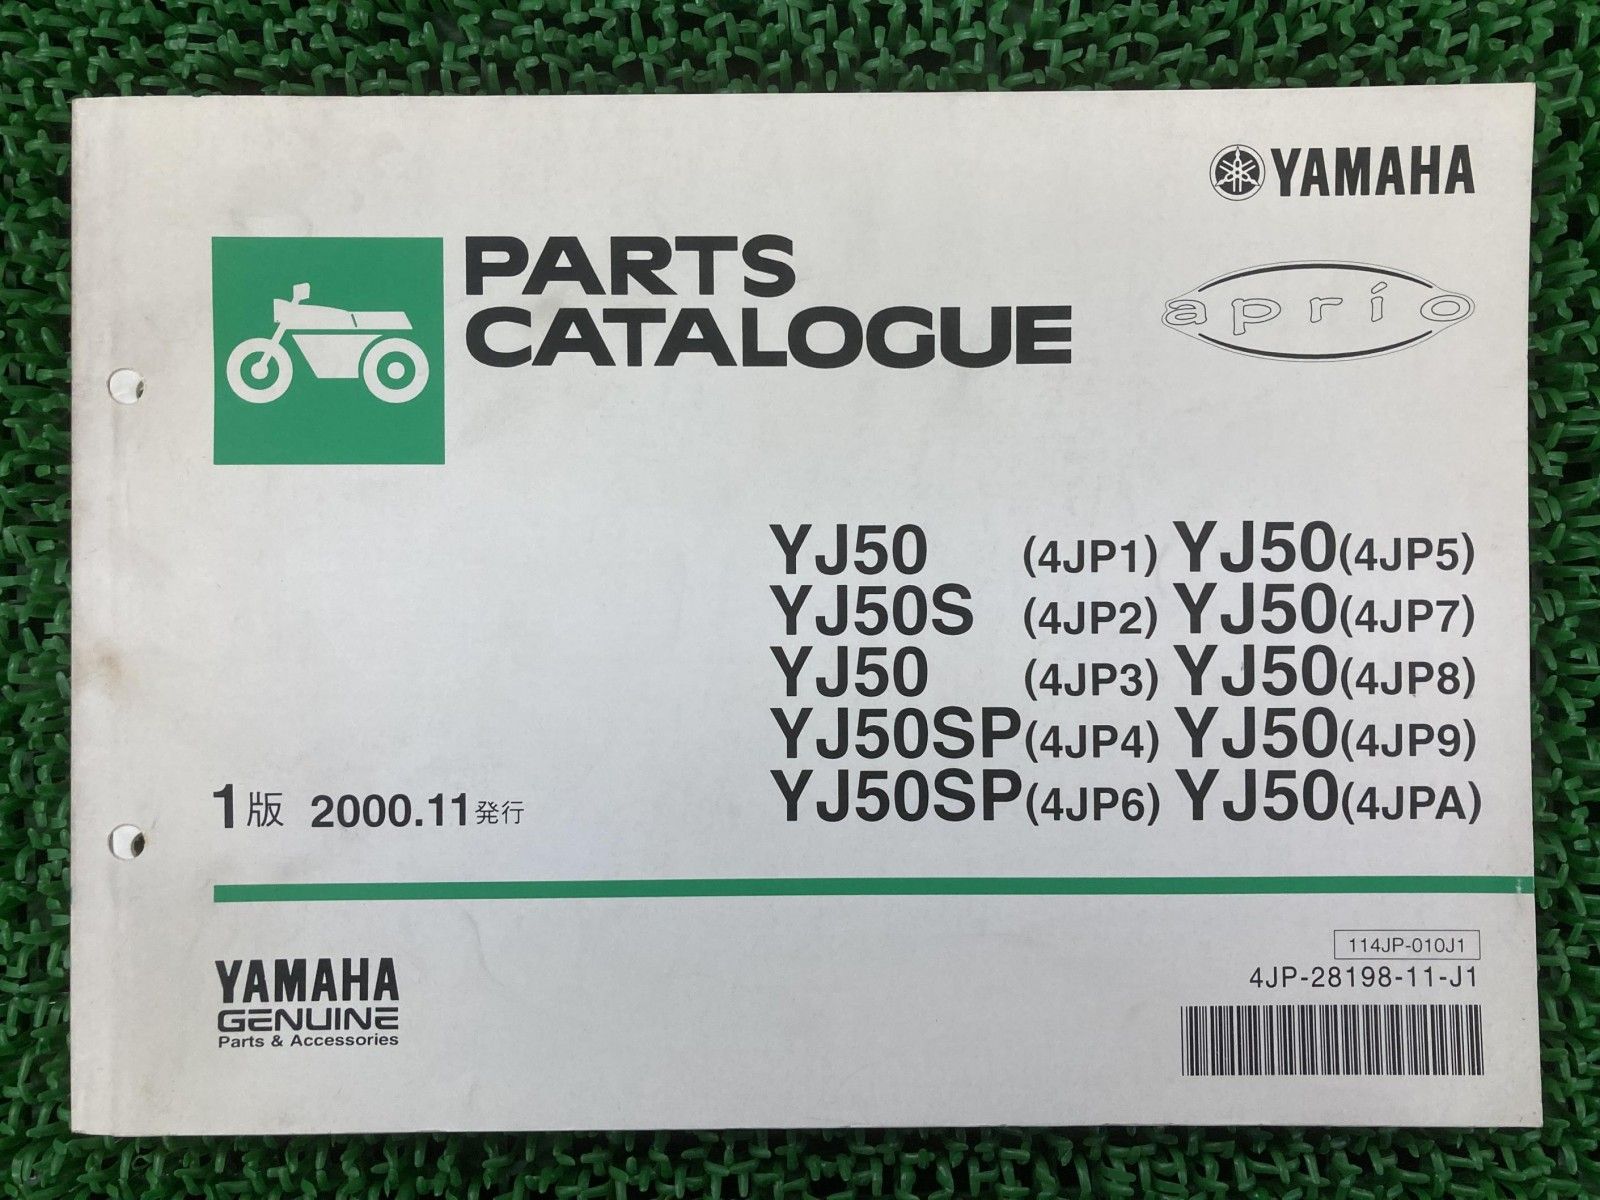 YAMAHA
PARTS
CATALOGUE
aprío
YJ50 (4JP1) YJ50(4JP5)
YJ50S (4JP2) YJ50(4JP7)
YJ50 (4JP3) YJ50(4JP8)
YJ50SP(4JP4) YJ50(4JP9)
YJ50SP(4JP6) YJ50(4JPA)
1版 2000.11発行
114JP-010J1
4JP-28198-11-J1
YAMAHA
GENUINE
Parts & Accessories